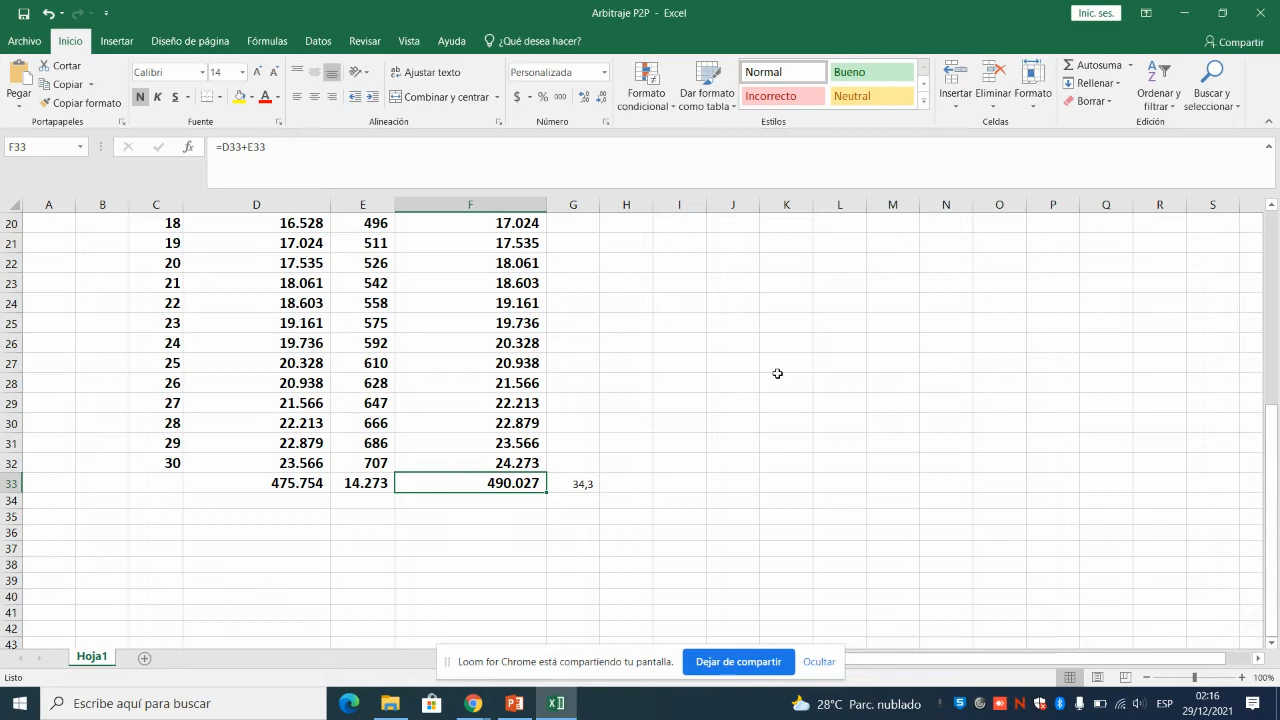 Arbitraje P2P - Excel
Inic. ses.
Archivo Inicio Insertar Diseño de página Fórmulas Datos Revisar Vista Ayuda ¿Qué desea hacer? Compartir
Pegar
Cortar
Copiar
Copiar formato
Portapapeles
Calibri 14
N K S
Fuente
Ajustar texto
Combinar y centrar
Alineación
Personalizada
$ % 000
Número
Formato condicional
Dar formato como tabla
Normal Bueno
Incorrecto Neutral
Estilos
Insertar Eliminar Formato
Celdas
Autosuma
Rellenar
Borrar
Ordenar y filtrar
Buscar y seleccionar
Edición
F33 fx =D33+E33
A B C D E F G H I J K L M N O P Q R S
20 18 16.528 496 17.024
21 19 17.024 511 17.535
22 20 17.535 526 18.061
23 21 18.061 542 18.603
24 22 18.603 558 19.161
25 23 19.161 575 19.736
26 24 19.736 592 20.328
27 25 20.328 610 20.938
28 26 20.938 628 21.566
29 27 21.566 647 22.213
30 28 22.213 666 22.879
31 29 22.879 686 23.566
32 30 23.566 707 24.273
33 475.754 14.273 490.027 34,3
34
35
36
37
38
39
40
41
42
43
Hoja1
Loom for Chrome está compartiendo tu pantalla. Dejar de compartir Ocultar
Listo
100%
Escribe aquí para buscar
28°C Parc. nublado
ESP
02:16
29/12/2021